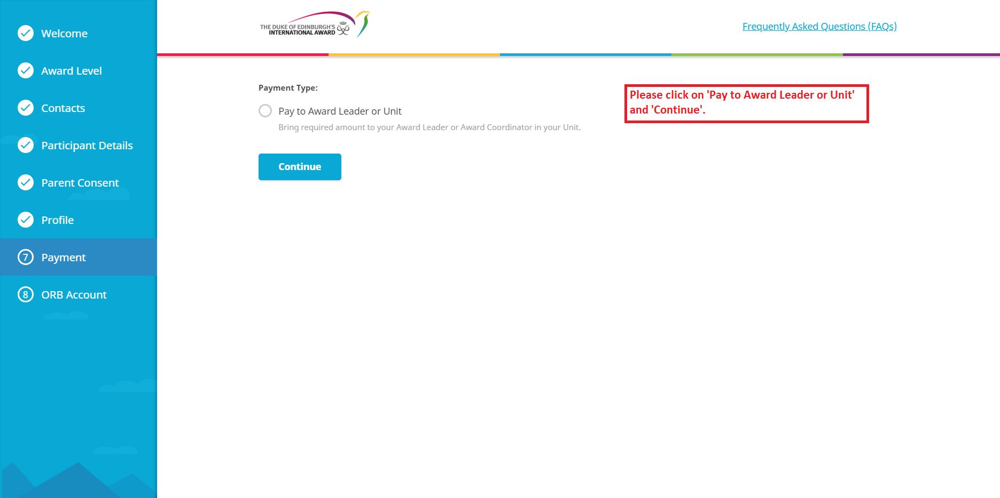 Welcome
Award Level
Contacts
Participant Details
Parent Consent
Profile
7 Payment
8 ORB Account
THE DUKE OF EDINBURGH'S
INTERNATIONAL AWARD
Frequently Asked Questions (FAQs)
Payment Type:
Pay to Award Leader or Unit
Bring required amount to your Award Leader or Award Coordinator in your Unit.
Continue
Please click on 'Pay to Award Leader or Unit'
and 'Continue'.